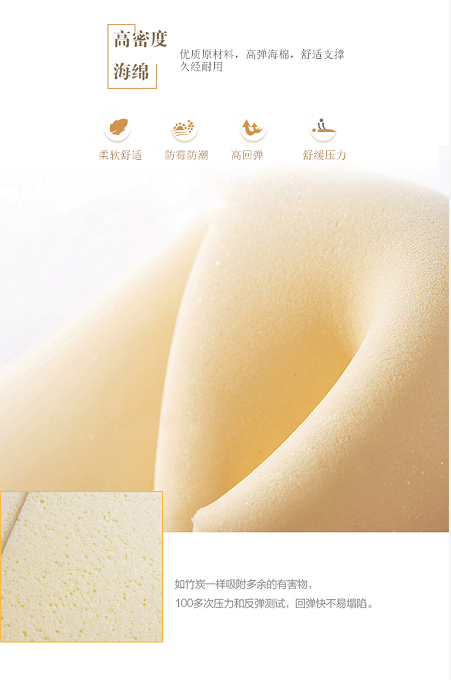 高密度
海绵
优质原材料，高弹海棉，舒适支撑
久经耐用
柔软舒适 防霉防潮 高回弹 舒缓压力
如竹炭一样吸附多余的有害物，
100多次压力和反弹测试，回弹快不易塌陷。